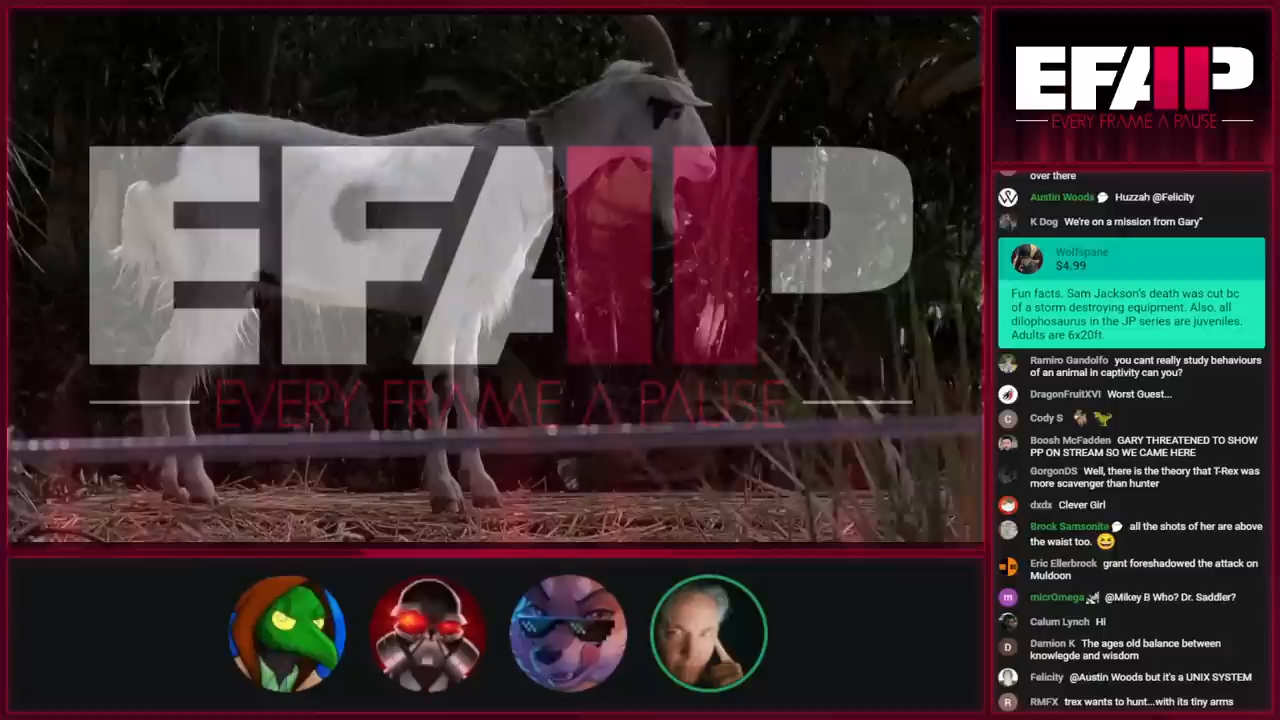 EFAP
EVERY FRAME A PAUSE
EFAP
EVERY FRAME A PAUSE
over there
Austin Woods Huzzah @Felicity
K Dog We're on a mission from Gary"
Wolfspane
$4.99
Fun facts. Sam Jackson's death was cut bc
of a storm destroying equipment. Also, all
dilophosaurus in the JP series are juveniles.
Adults are 6x20ft.
Ramiro Gandolfo you cant really study behaviours
of an animal in captivity can you?
DragonFruitXVI Worst Guest...
C Cody S
Boosh McFadden GARY THREATENED TO SHOW
PP ON STREAM SO WE CAME HERE
GorgonDS Well, there is the theory that T-Rex was
more scavenger than hunter
dxdx Clever Girl
Brock Samsonite all the shots of her are above
the waist too.
Eric Ellerbrock grant foreshadowed the attack on
Muldoon
m micrOmega @Mikey B Who? Dr. Saddler?
Calum Lynch Hi
D Damion K The ages old balance between
knowlegde and wisdom
Felicity @Austin Woods but it's a UNIX SYSTEM
R RMFX trex wants to hunt...with its tiny arms